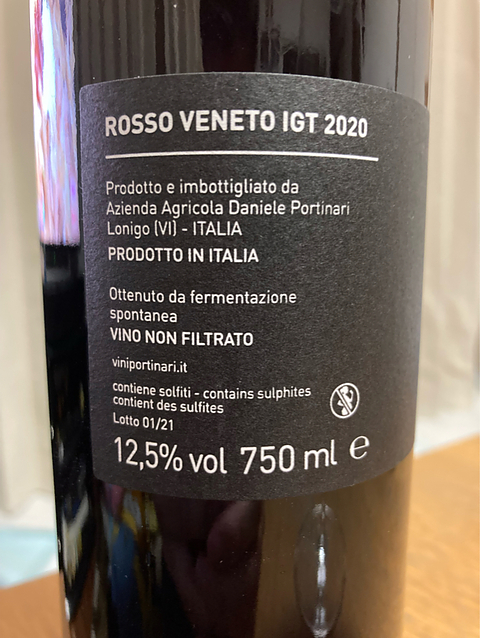 ROSSO VENETO IGT 2020
Prodotto e imbottigliato da
Azienda Agricola Daniele Portinari
Lonigo (VI) - ITALIA
PRODOTTO IN ITALIA
Ottenuto da fermentazione
spontanea
VINO NON FILTRATO
viniportinari.it
contiene solfiti - contains sulphites
contient des sulfites
Lotto 01/21
12,5% vol 750 ml ℮